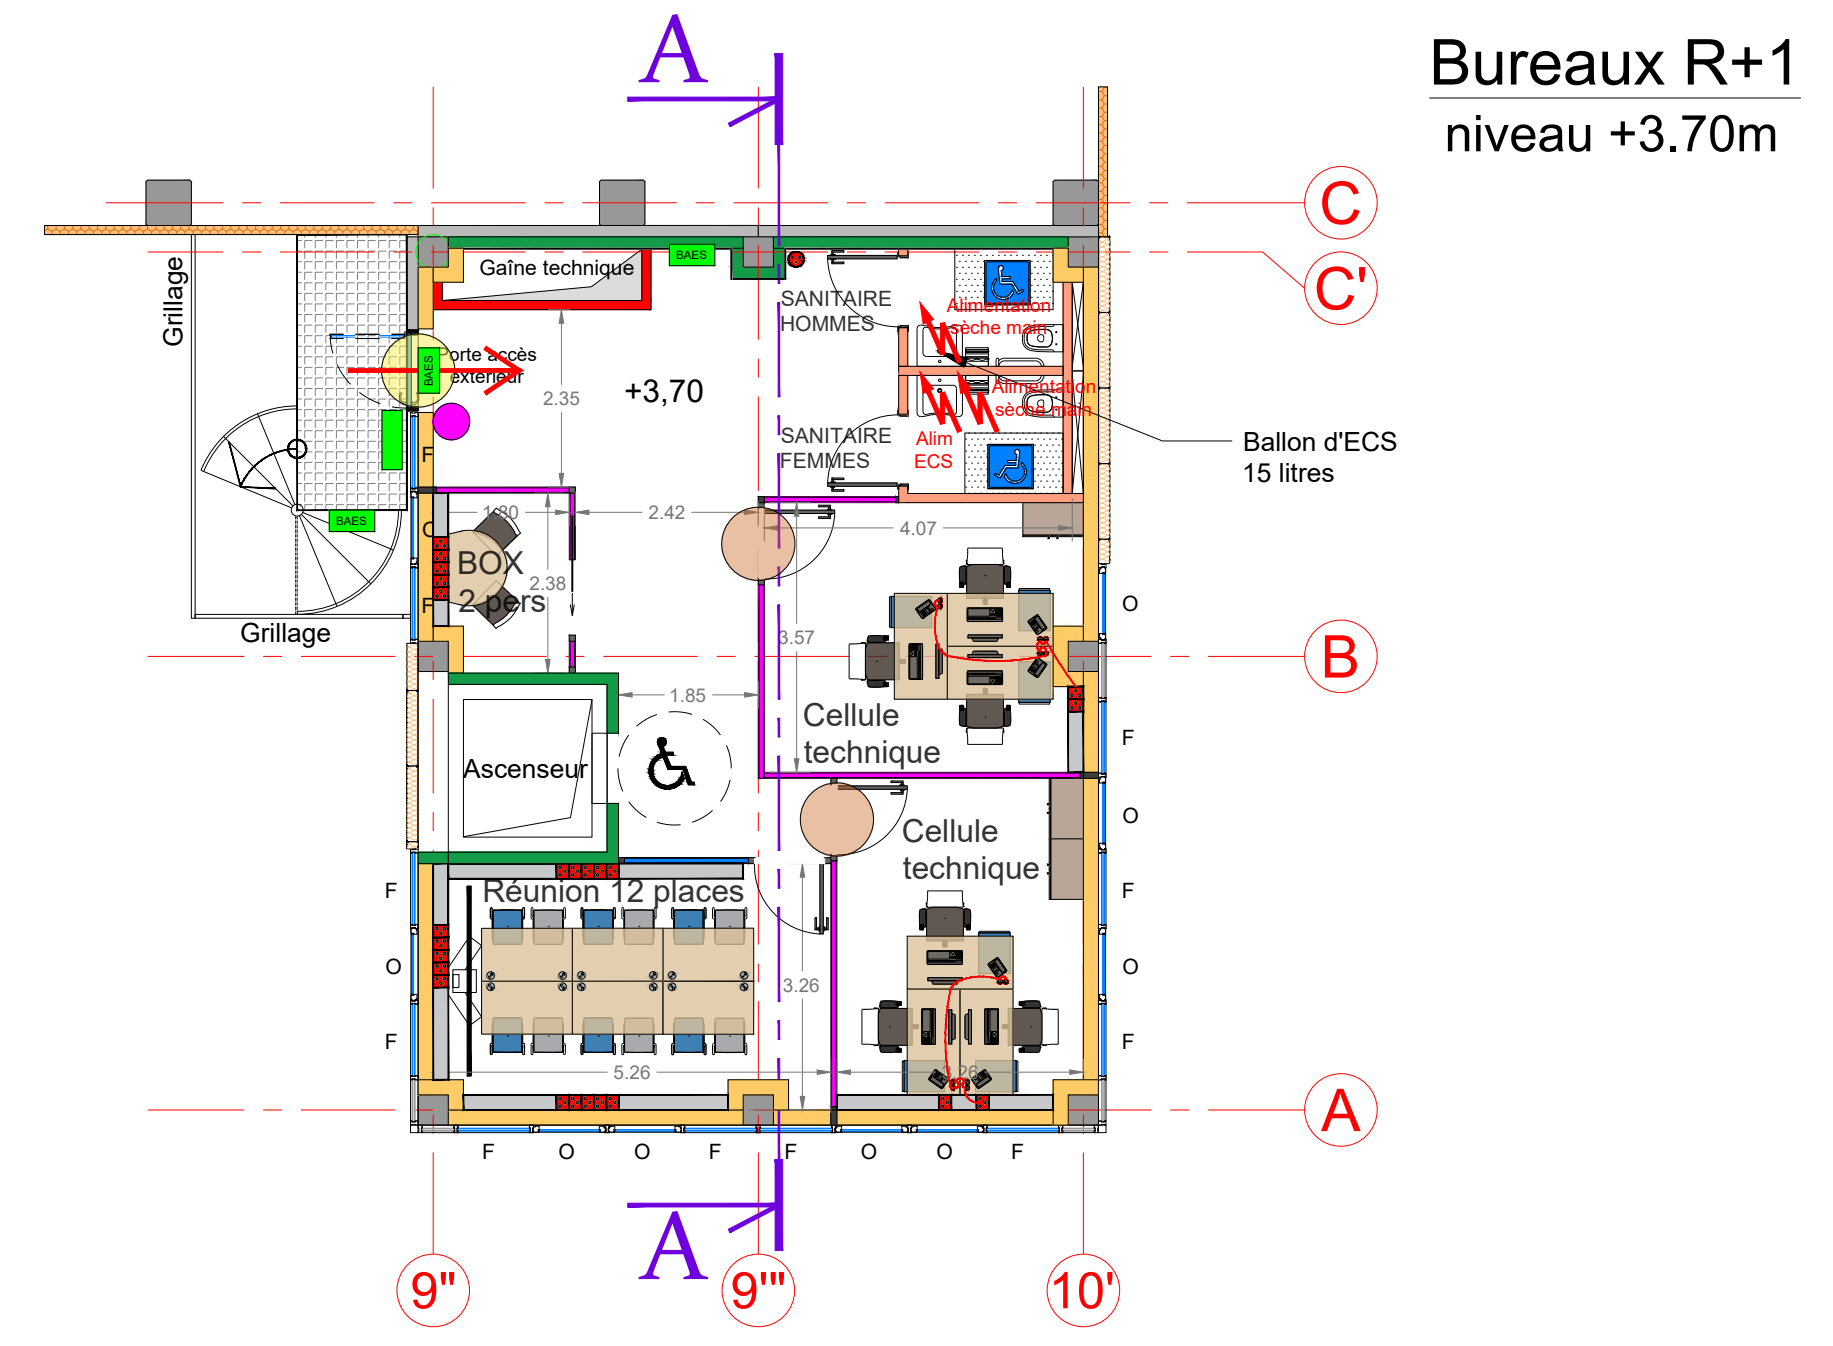 A
Bureaux R+1
niveau +3.70m
C
C'
Grillage
Gaîne technique
BAES
SANITAIRE
HOMMES
Alimentation
sèche main
Porte accès
extérieur
BAES
2.35
+3,70
Alimentation
sèche main
SANITAIRE
FEMMES
Alim
ECS
Ballon d'ECS
15 litres
F
BAES
1.80
2.42
4.07
O
BOX
2 pers
2.38
F
O
Grillage
3.57
B
1.85
Cellule
technique
F
Ascenseur
O
Cellule
technique
F
Réunion 12 places
F
O
3.26
O
F
F
5.26
3.26
A
F
O
O
F
F
O
O
F
A
9''
9'''
10'